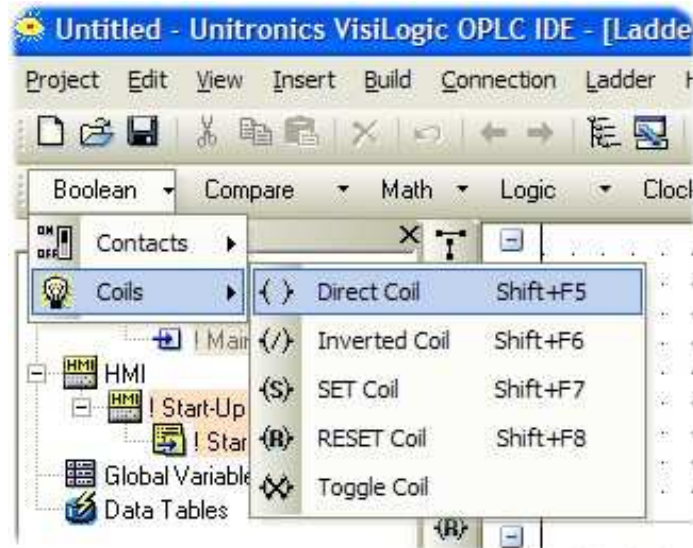 Untitled - Unitronics VisiLogic OPLC IDE - [Ladde
Project Edit View Insert Build Connection Ladder
Boolean Compare Math Logic Clock
Contacts
Coils
Direct Coil Shift+F5
Inverted Coil Shift+F6
SET Coil Shift+F7
RESET Coil Shift+F8
Toggle Coil
! Main
HMI
! Start-Up
! Star
Global Variable
Data Tables